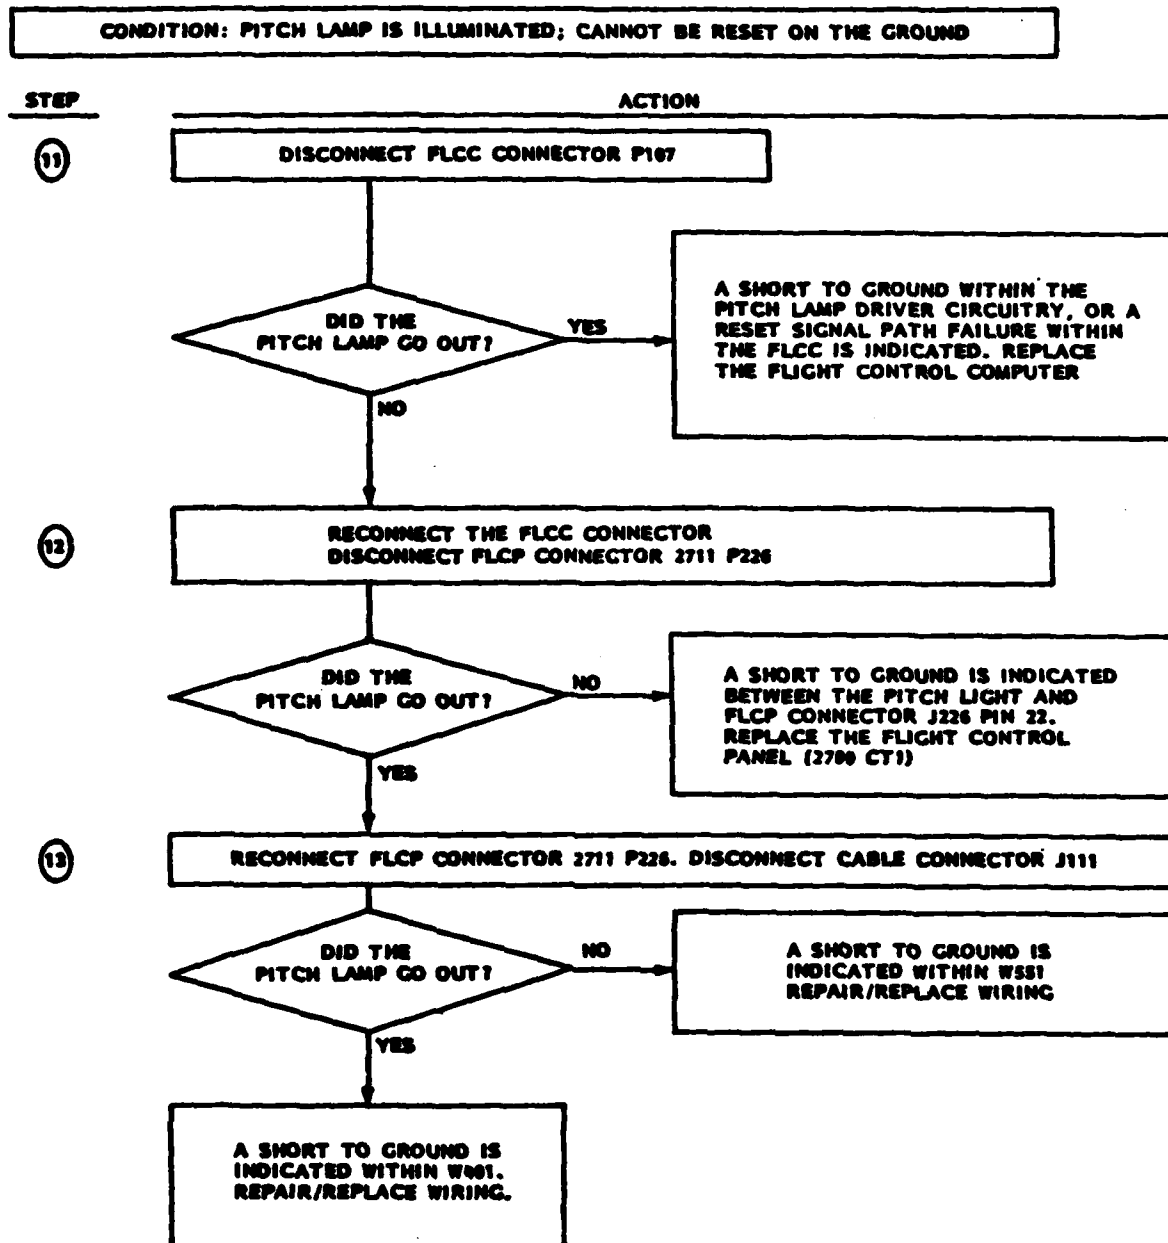 CONDITION: PITCH LAMP IS ILLUMINATED; CANNOT BE RESET ON THE GROUND
STEP
ACTION
11
DISCONNECT FLCC CONNECTOR P107
DID THE
PITCH LAMP GO OUT?
YES
A SHORT TO GROUND WITHIN THE
PITCH LAMP DRIVER CIRCUITRY, OR A
RESET SIGNAL PATH FAILURE WITHIN
THE FLCC IS INDICATED. REPLACE
THE FLIGHT CONTROL COMPUTER
NO
12
RECONNECT THE FLCC CONNECTOR
DISCONNECT FLCP CONNECTOR 2711 P226
DID THE
PITCH LAMP GO OUT?
NO
A SHORT TO GROUND IS INDICATED
BETWEEN THE PITCH LIGHT AND
FLCP CONNECTOR J226 PIN 22.
REPLACE THE FLIGHT CONTROL
PANEL (2700 CT1)
YES
13
RECONNECT FLCP CONNECTOR 2711 P226. DISCONNECT CABLE CONNECTOR J111
DID THE
PITCH LAMP GO OUT?
NO
A SHORT TO GROUND IS
INDICATED WITHIN
REPAIR/REPLACE WIRING
YES
A SHORT TO GROUND IS
INDICATED WITHIN
REPAIR/REPLACE WIRING.